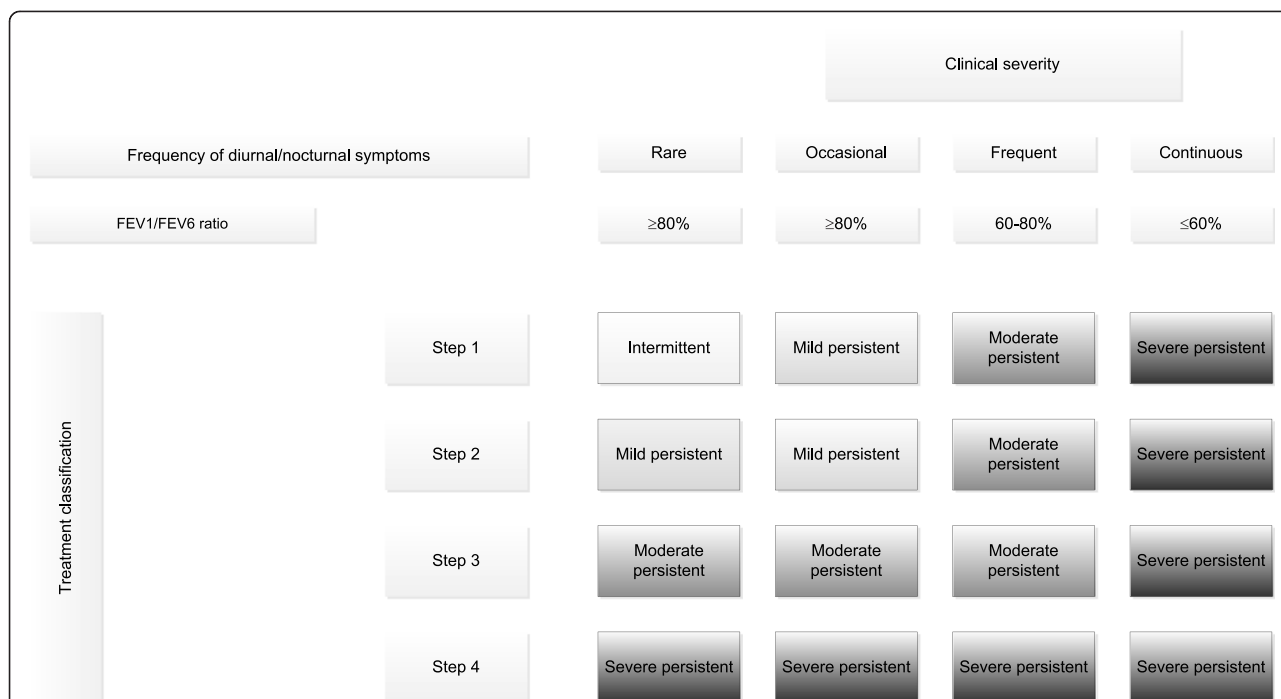 Clinical severity
Frequency of diurnal/nocturnal symptoms
Rare
Occasional
Frequent
Continuous
FEV1/FEV6 ratio
≥80%
≥80%
60-80%
≤60%
Treatment classification
Step 1
Intermittent
Mild persistent
Moderate
persistent
Severe persistent
Step 2
Mild persistent
Mild persistent
Moderate
persistent
Severe persistent
Step 3
Moderate
persistent
Moderate
persistent
Moderate
persistent
Severe persistent
Step 4
Severe persistent
Severe persistent
Severe persistent
Severe persistent